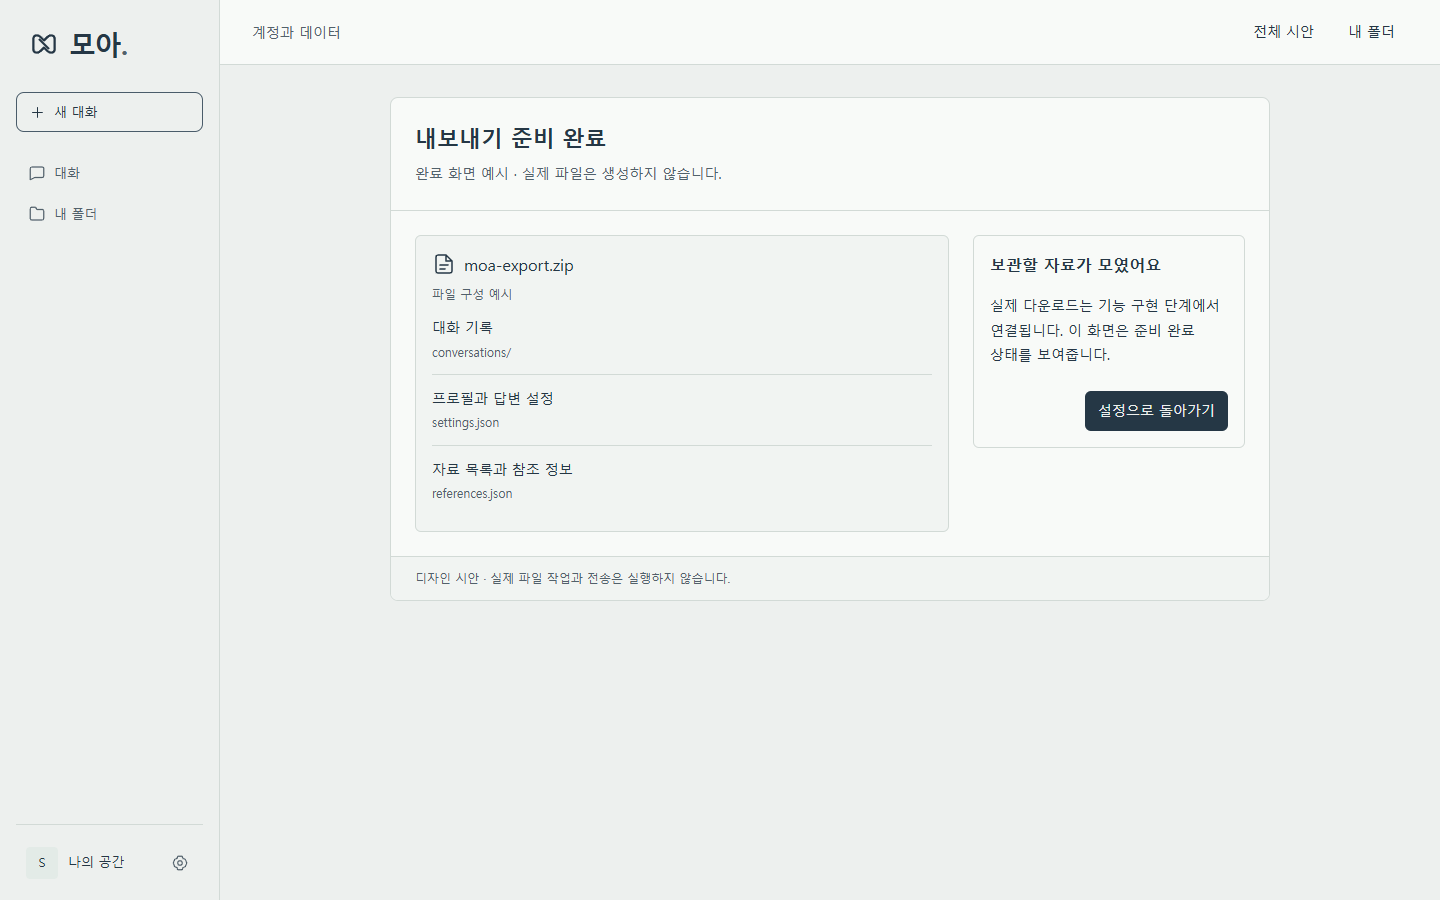 모아.
새 대화
대화
내 폴더
S 나의 공간
계정과 데이터
전체 시안
내 폴더
내보내기 준비 완료
완료 화면 예시 · 실제 파일은 생성하지 않습니다.
moa-export.zip
파일 구성 예시
대화 기록
conversations/
프로필과 답변 설정
settings.json
자료 목록과 참조 정보
references.json
보관할 자료가 모였어요
실제 다운로드는 기능 구현 단계에서
연결됩니다. 이 화면은 준비 완료
상태를 보여줍니다.
설정으로 돌아가기
디자인 시안 · 실제 파일 작업과 전송은 실행하지 않습니다.